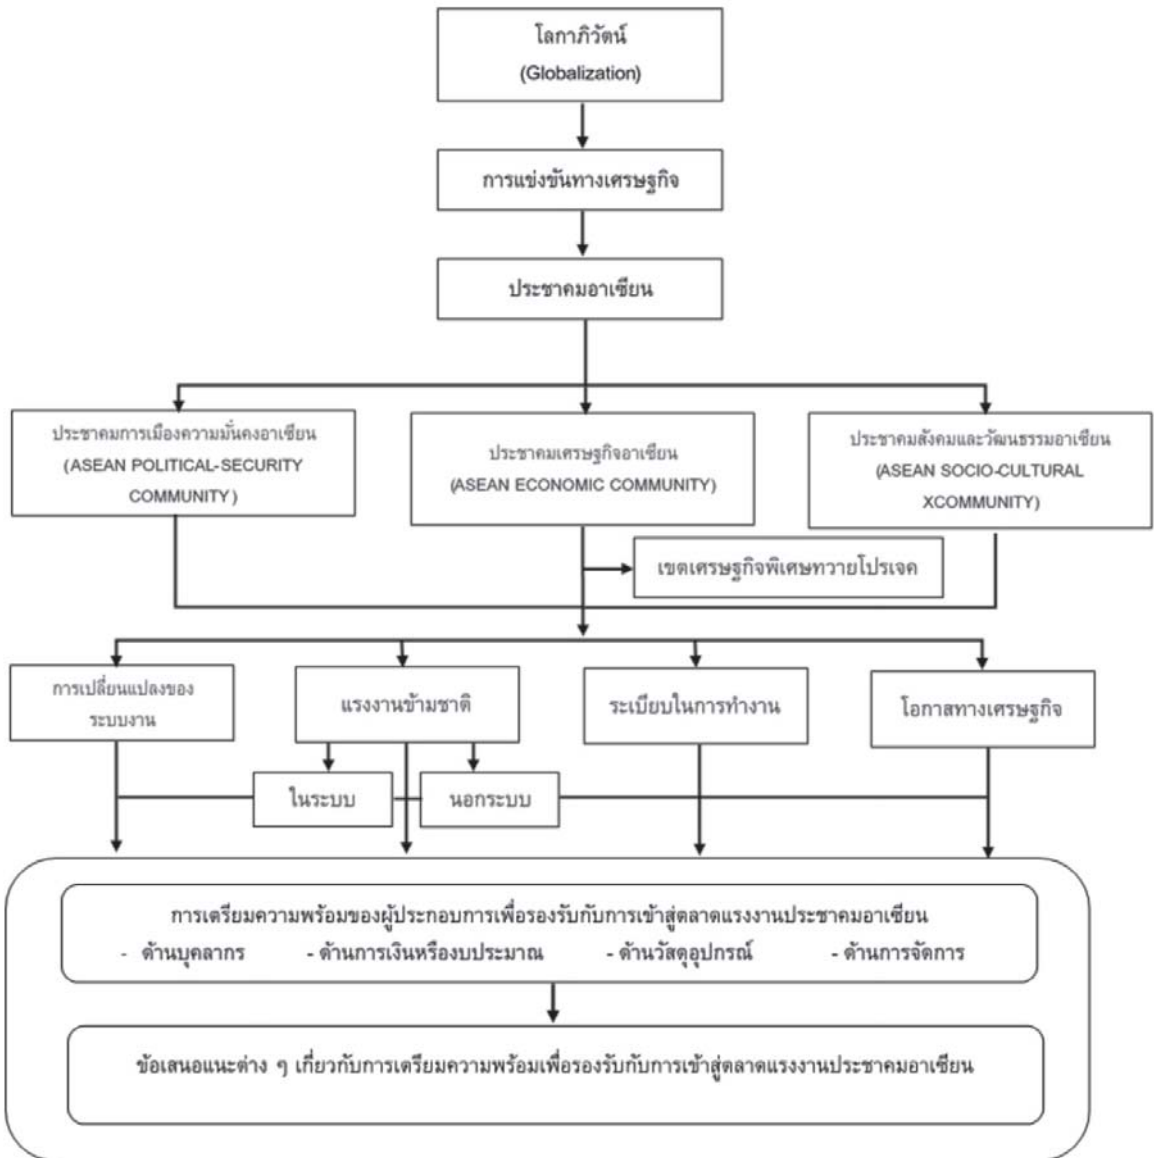 โลกาภิวัตน์
(Globalization)
การแข่งขันทางเศรษฐกิจ
ประชาคมอาเซียน
ประชาคมการเมืองความมั่นคงอาเซียน
(ASEAN POLITICAL-SECURITY
COMMUNITY)
ประชาคมเศรษฐกิจอาเซียน
(ASEAN ECONOMIC COMMUNITY)
ประชาคมสังคมและวัฒนธรรมอาเซียน
(ASEAN SOCIO-CULTURAL
XCOMMUNITY)
เขตเศรษฐกิจพิเศษทวายโปรเจค
การเปลี่ยนแปลงของ
ระบบงาน
แรงงานข้ามชาติ
ระเบียบในการทำงาน
โอกาสทางเศรษฐกิจ
ในระบบ
นอกระบบ
การเตรียมความพร้อมของผู้ประกอบการเพื่อรองรับกับการเข้าสู่ตลาดแรงงานประชาคมอาเซียน
- ด้านบุคลากร - ด้านการเงินหรืองบประมาณ - ด้านวัสดุอุปกรณ์ - ด้านการจัดการ
ข้อเสนอแนะต่าง ๆ เกี่ยวกับการเตรียมความพร้อมเพื่อรองรับกับการเข้าสู่ตลาดแรงงานประชาคมอาเซียน